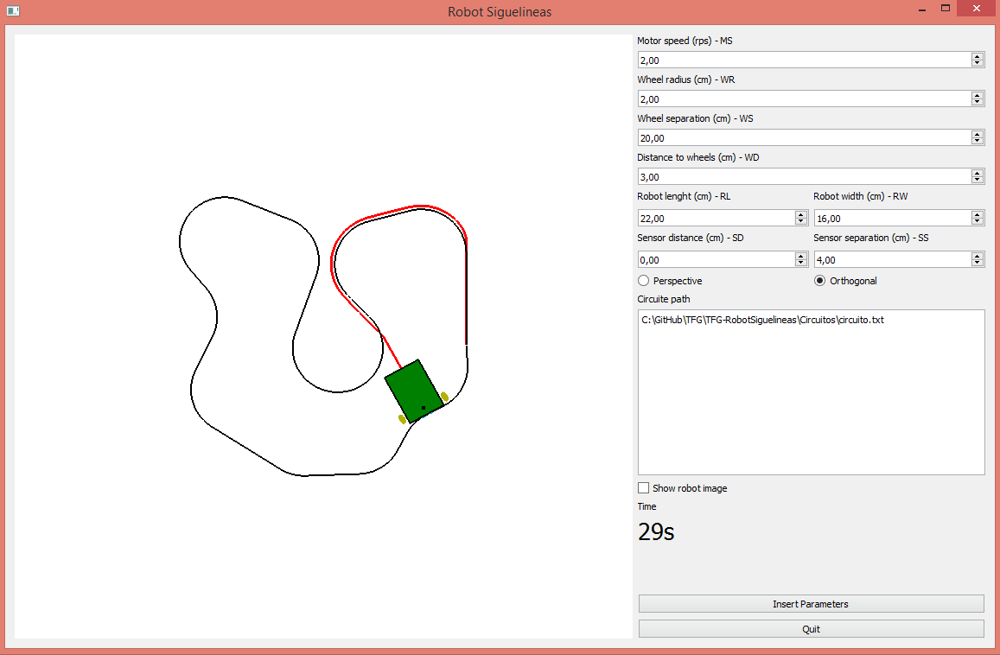 Robot Siguelineas
Motor speed (rps) - MS
2,00
Wheel radius (cm) - WR
2,00
Wheel separation (cm) - WS
20,00
Distance to wheels (cm) - WD
3,00
Robot lenght (cm) - RL
Robot width (cm) - RW
22,00
16,00
Sensor distance (cm) - SD
Sensor separation (cm) - SS
0,00
4,00
Perspective
Orthogonal
Circuite path
C:\GitHub\TFG\TFG-RobotSiguelineas\Circuitos\circuito.txt
Show robot image
Time
29s
Insert Parameters
Quit